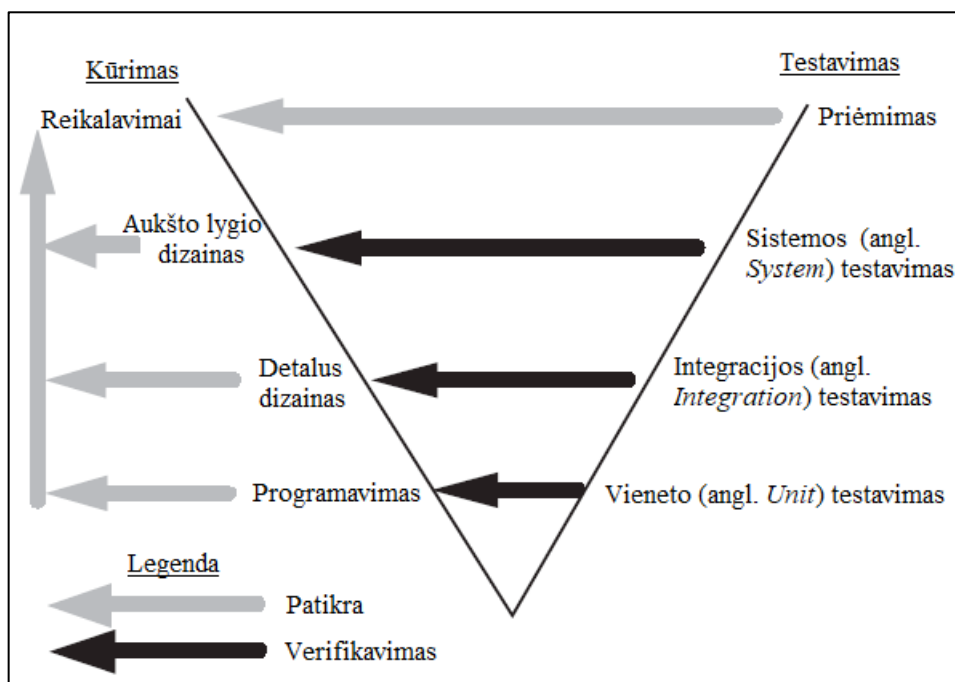 Kūrimas
Testavimas
Reikalavimai
Priėmimas
Aukšto lygio
dizainas
Sistemos (angl.
System) testavimas
Detalus
dizainas
Integracijos (angl.
Integration) testavimas
Programavimas
Vieneto (angl. Unit) testavimas
Legenda
Patikra
Verifikavimas